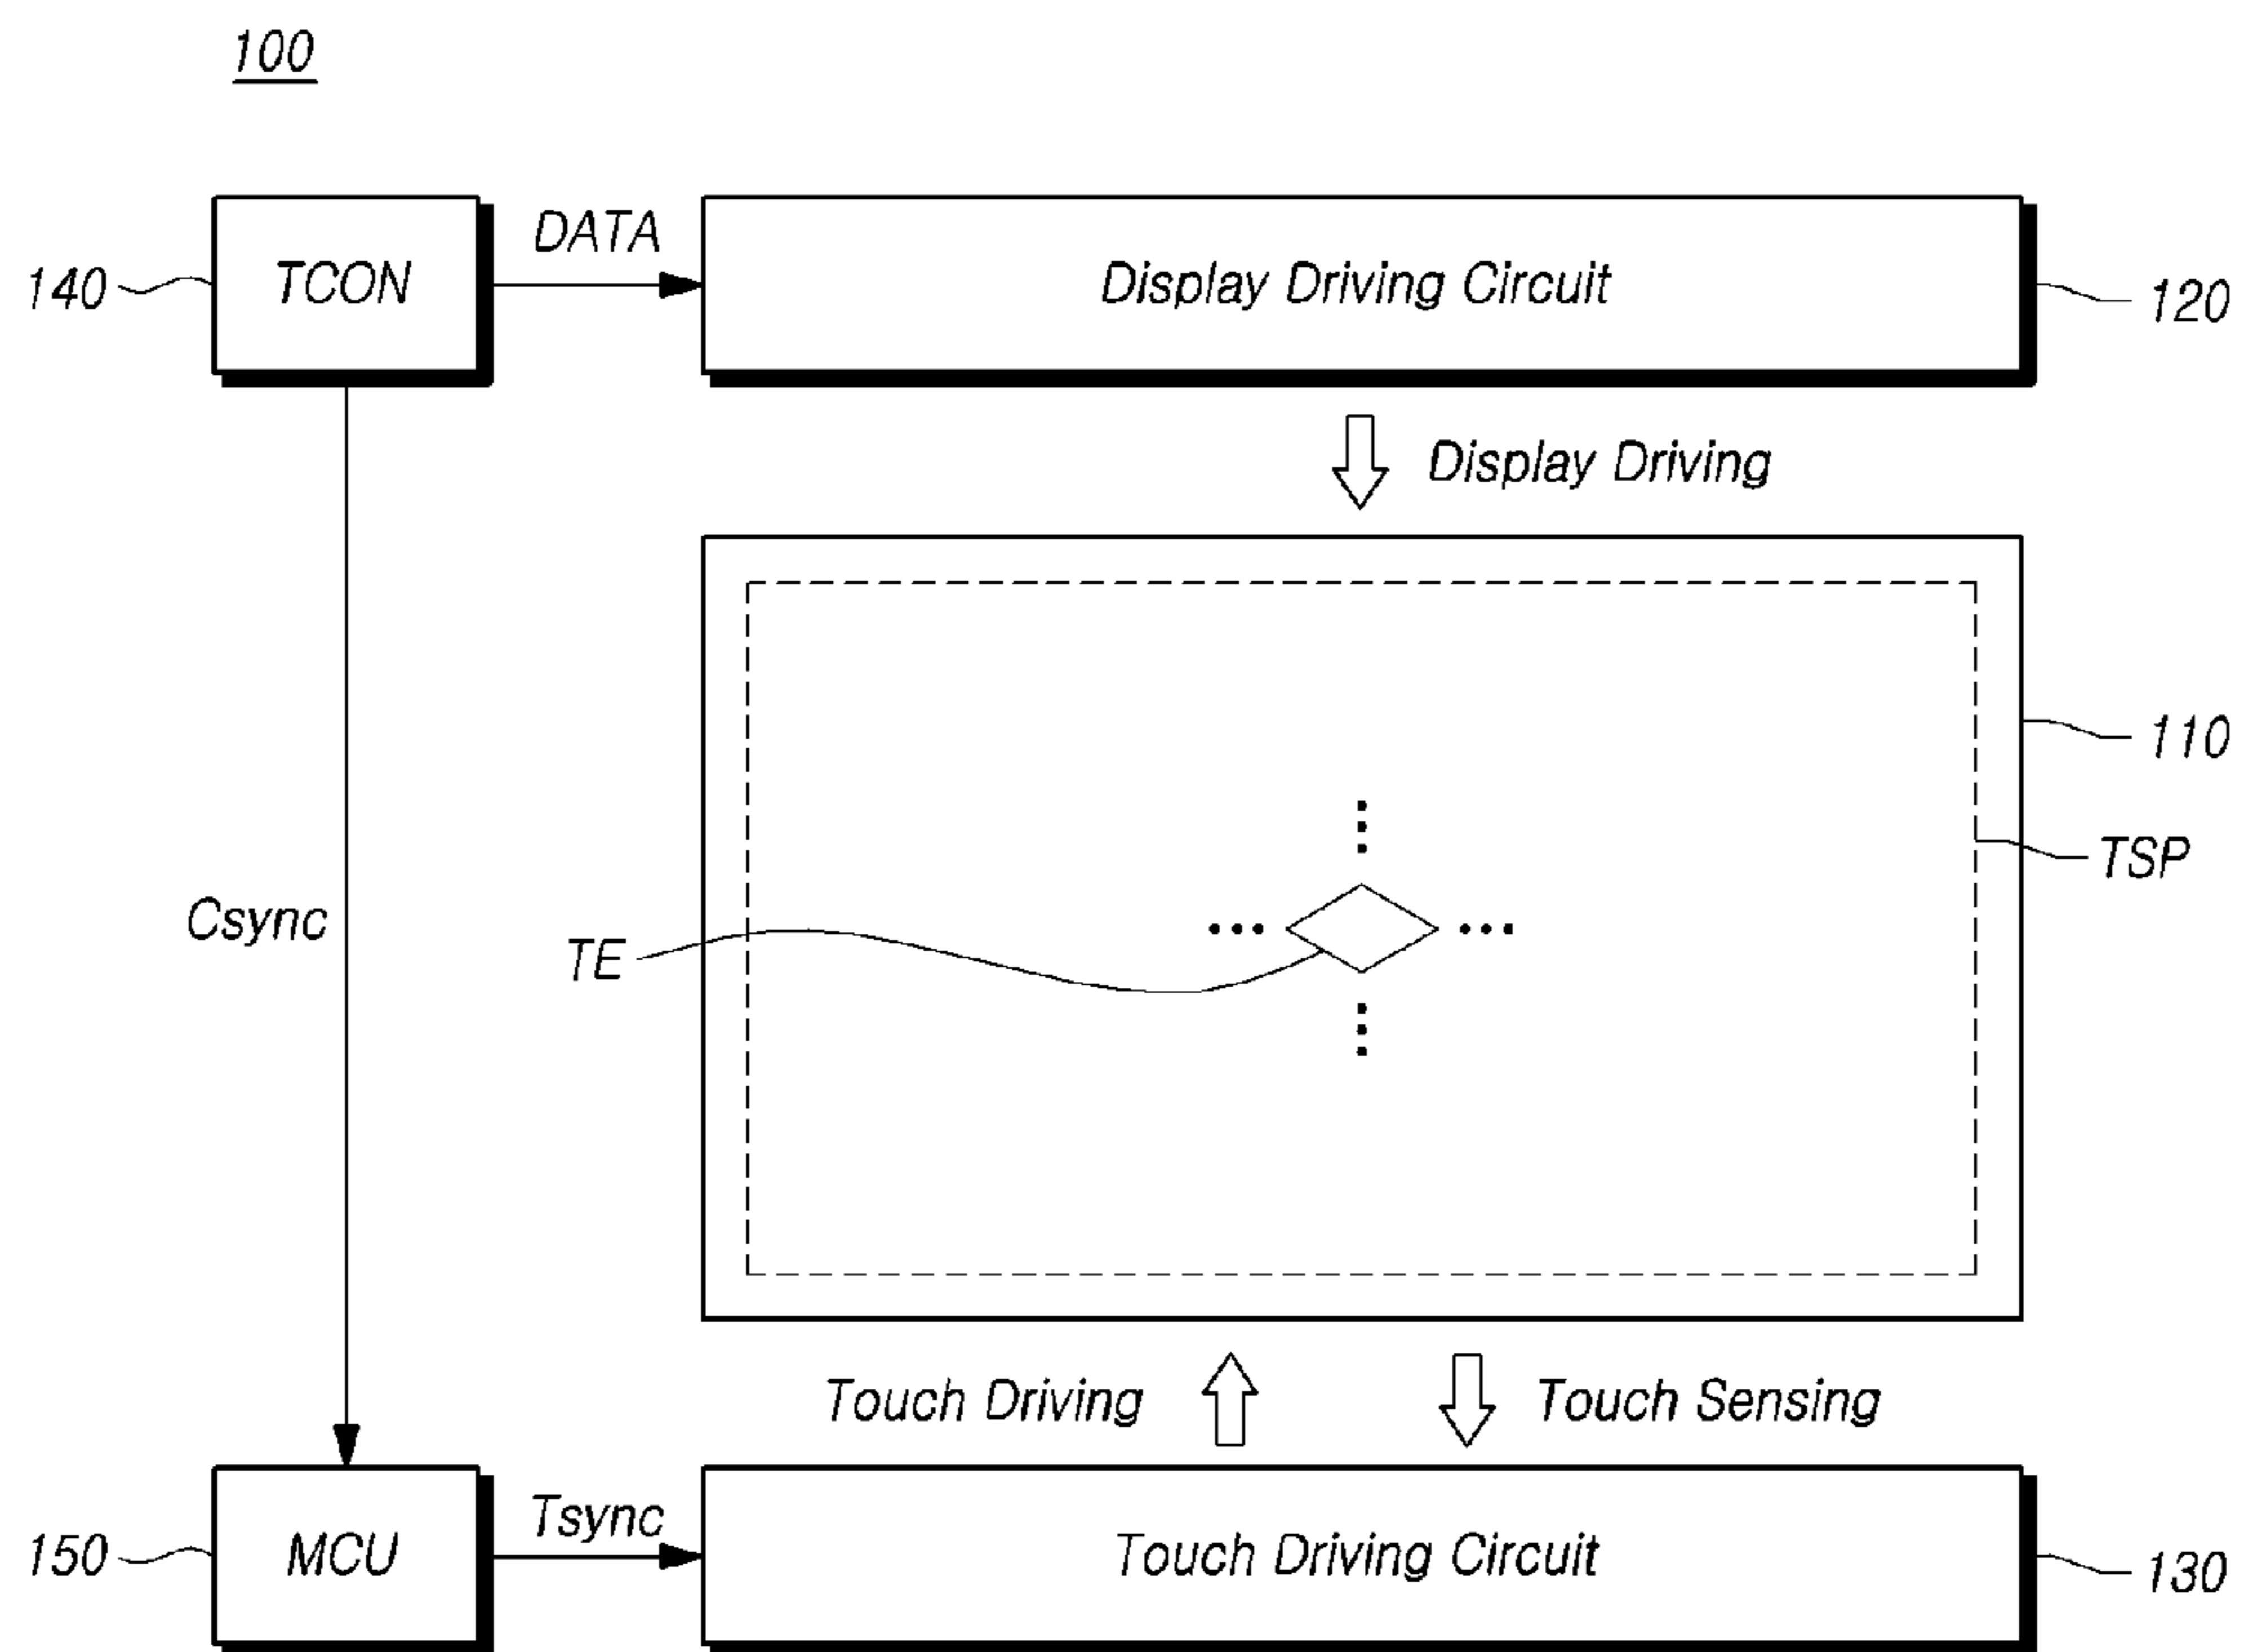 100
DATA
140
TCON
Display Driving Circuit
120
Display Driving
110
TSP
Csync
TE
Touch Driving
Touch Sensing
Tsync
150
MCU
Touch Driving Circuit
130